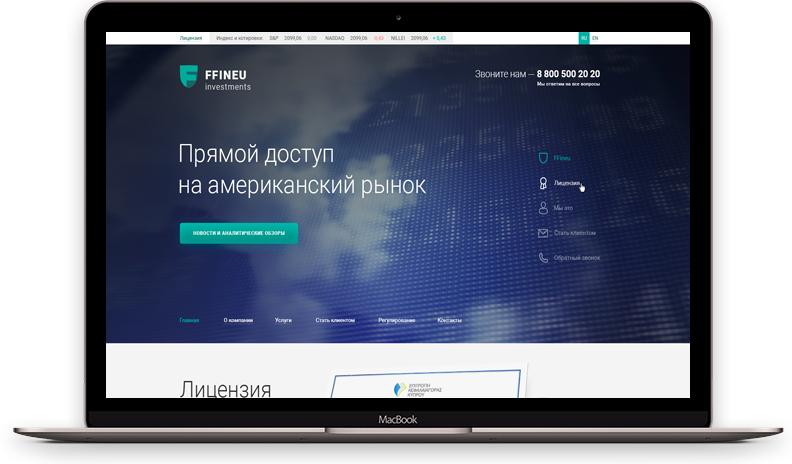 Лицензия Индекс и котировки: S&P 2099,06 0,00 NASDAQ 2099,06 -0,43 NILLEI 2099,06 +0,43 RU EN
FFINEU
investments
Звоните нам — 8 800 500 20 20
Мы ответим на все вопросы
Прямой доступ
на американский рынок
НОВОСТИ И АНАЛИТИЧЕСКИЕ ОБЗОРЫ
FFineu
Лицензия
Мы это
Стать клиентом
Обратный звонок
Главная О компании Услуги Стать клиентом Регулирование Контакты
Лицензия
ΕΠΙΤΡΟΠΗ
ΚΕΦΑΛΑΙΑΓΟΡΑΣ
ΚΥΠΡΟΥ
MacBook